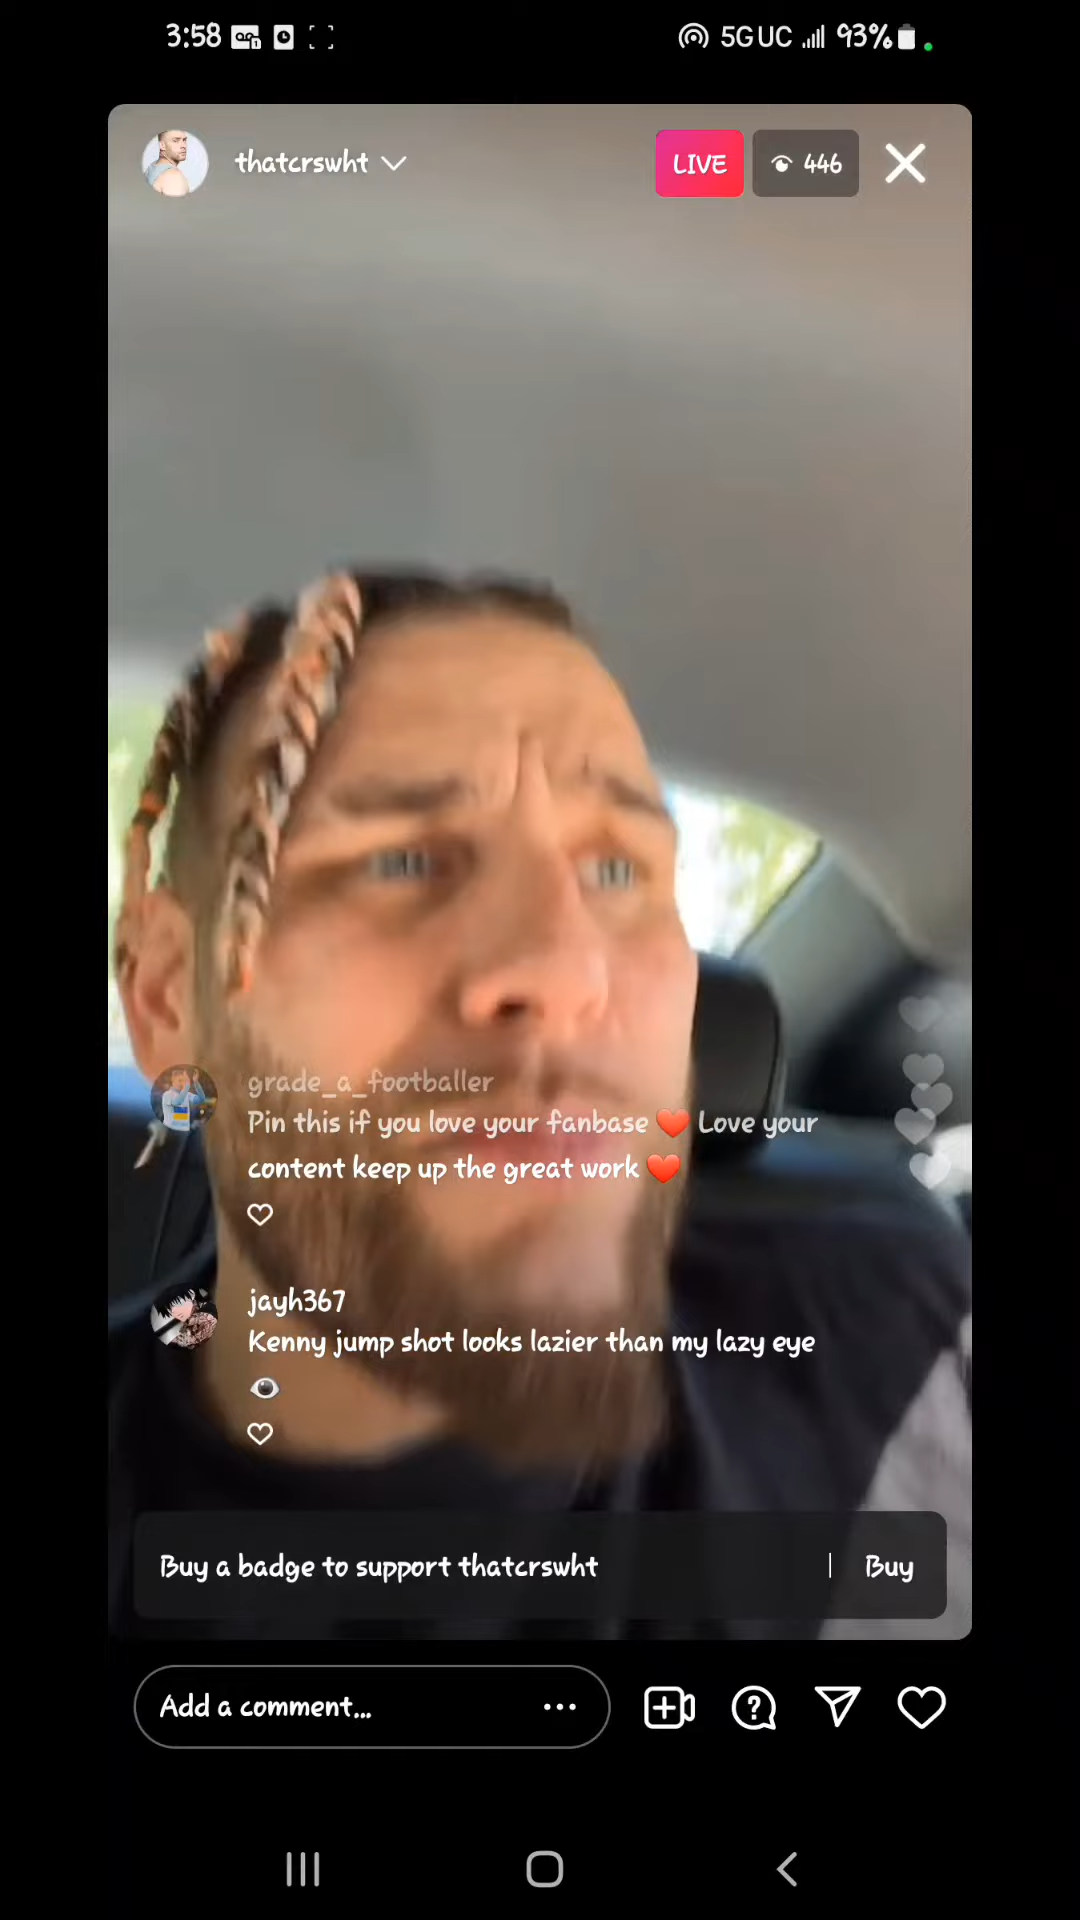 3:58
5G UC 93%
thatcrswht
LIVE
446
grade_a_footballer
Pin this if you love your fanbase ❤️ Love your
content keep up the great work ❤️
jayh367
Kenny jump shot looks lazier than my lazy eye
👁️
Buy a badge to support thatcrswht | Buy
Add a comment...